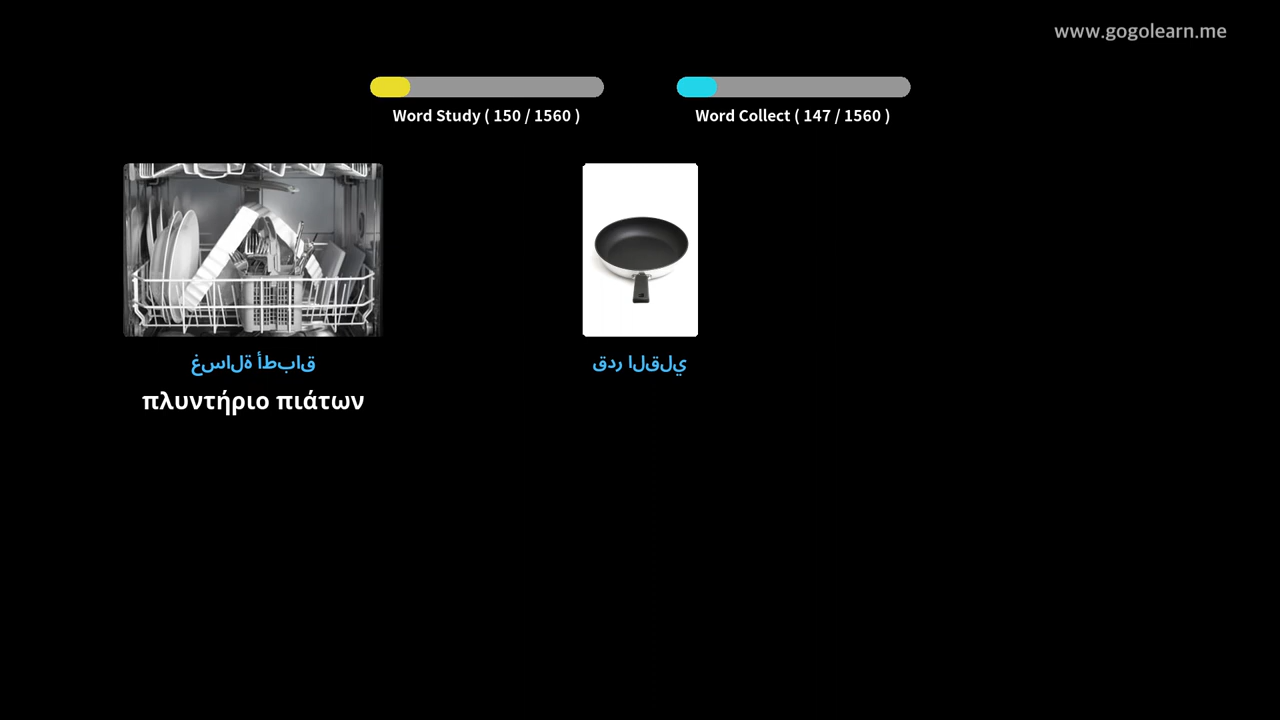 www.gogolearn.me
Word Study ( 150 / 1560 )
Word Collect ( 147 / 1560 )
غسالة أطباق
πλυντήριο πιάτων
قدر القلي